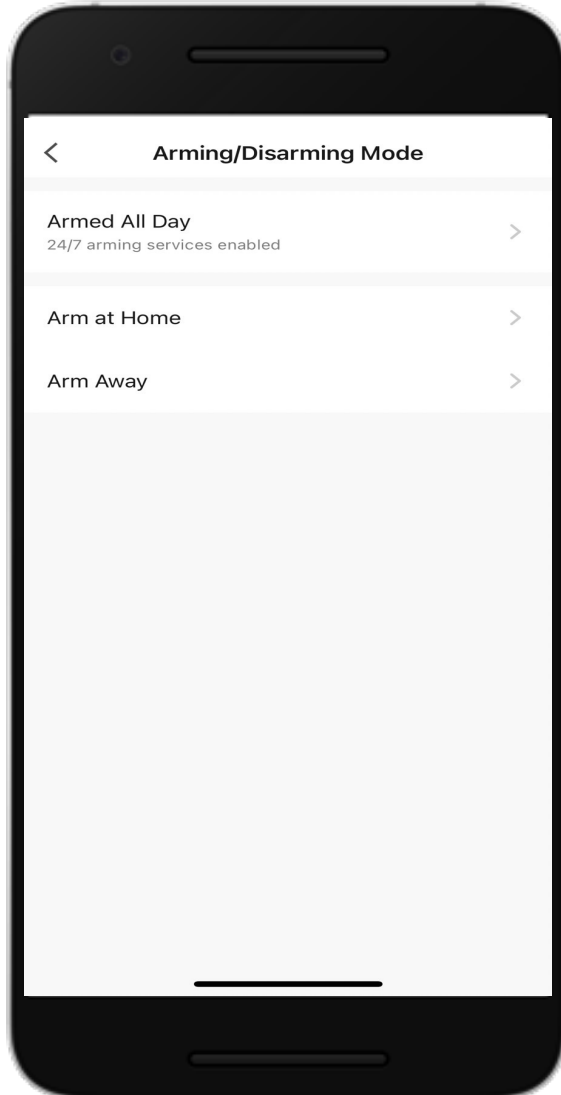 Arming/Disarming Mode
Armed All Day
24/7 arming services enabled
Arm at Home
Arm Away